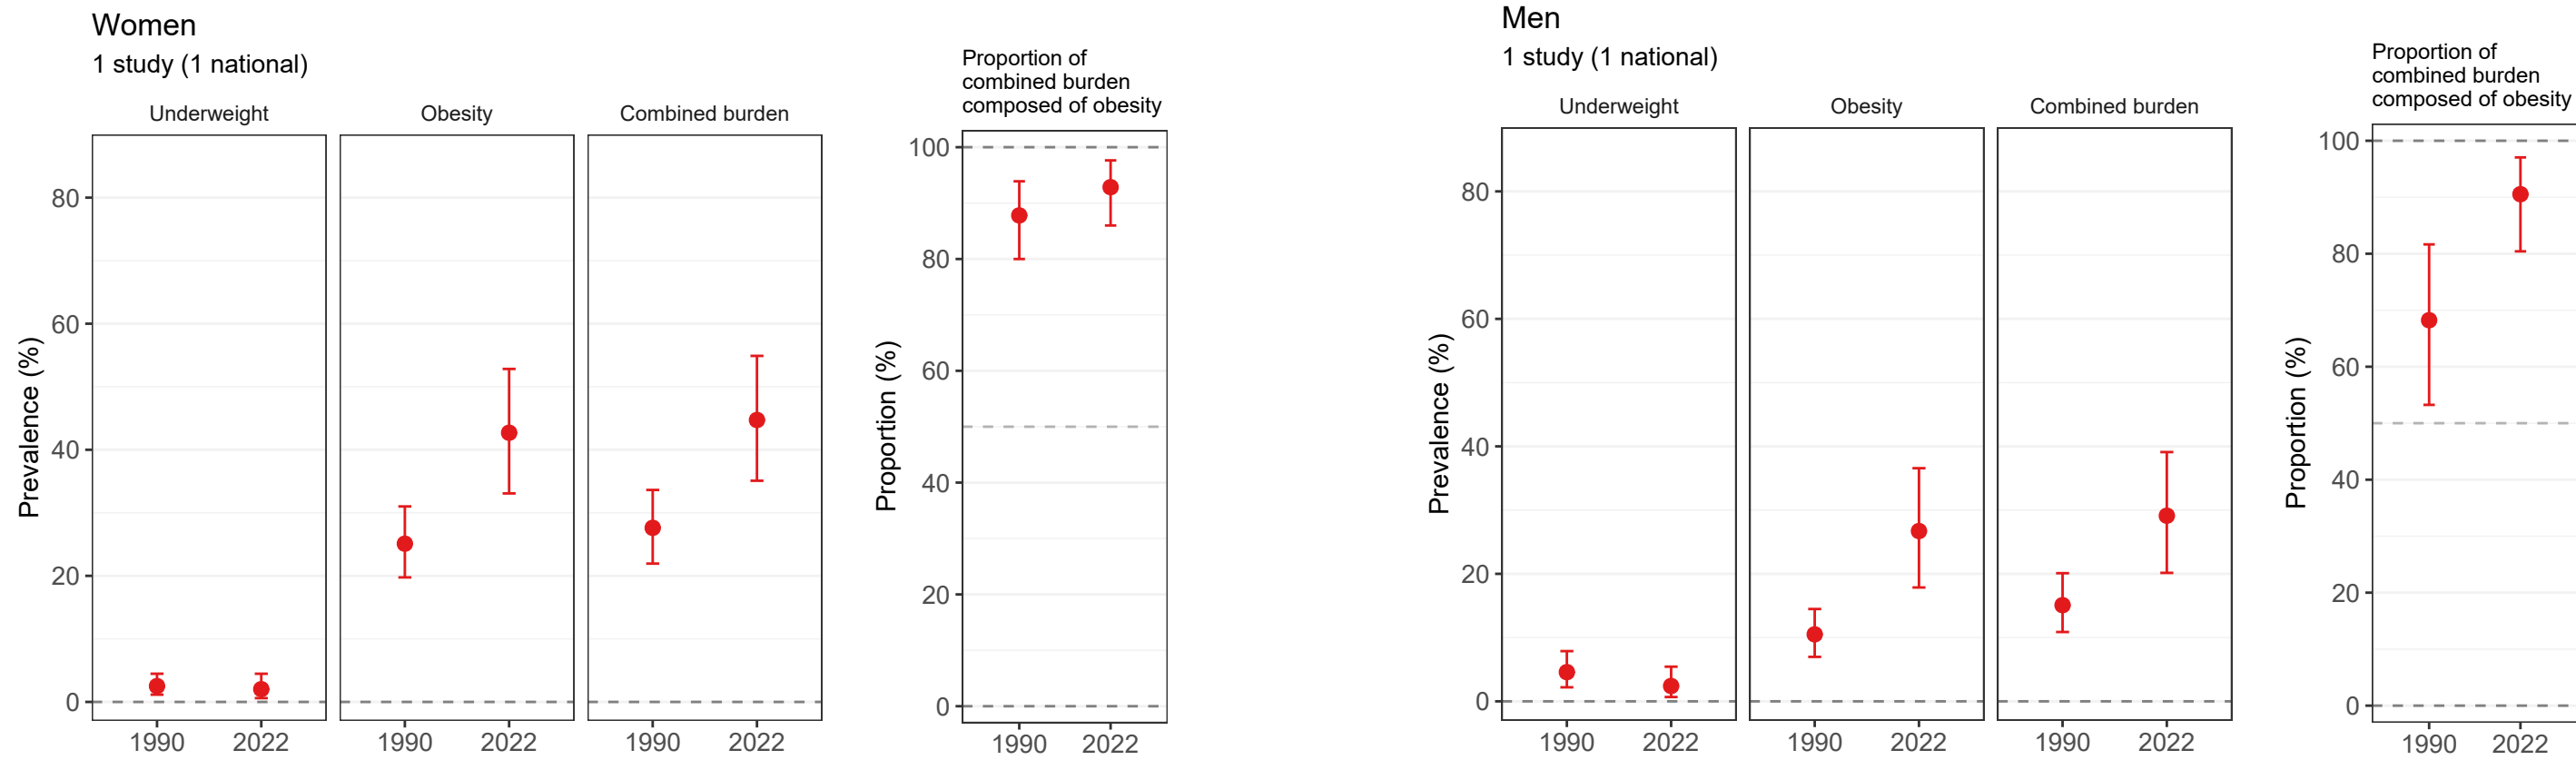 Women
1 study (1 national)
Underweight
Obesity
Combined burden
Prevalence (%)
80
60
40
20
0
1990
2022
1990
2022
1990
2022
Proportion of
combined burden
composed of obesity
Proportion (%)
100
80
60
40
20
0
1990
2022
Men
1 study (1 national)
Underweight
Obesity
Combined burden
Prevalence (%)
80
60
40
20
0
1990
2022
1990
2022
1990
2022
Proportion of
combined burden
composed of obesity
Proportion (%)
100
80
60
40
20
0
1990
2022